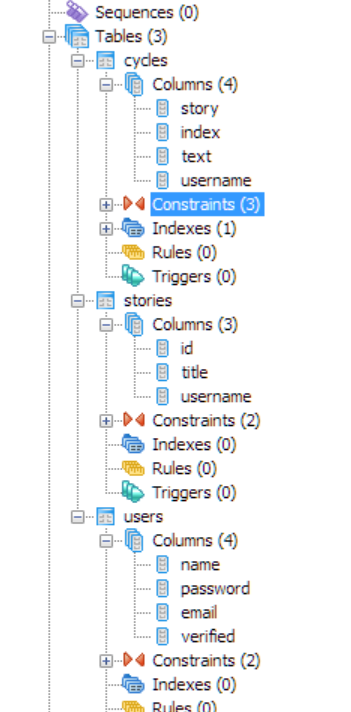 Sequences (0)
Tables (3)
cycles
Columns (4)
story
index
text
username
Constraints (3)
Indexes (1)
Rules (0)
Triggers (0)
stories
Columns (3)
id
title
username
Constraints (2)
Indexes (0)
Rules (0)
Triggers (0)
users
Columns (4)
name
password
email
verified
Constraints (2)
Indexes (0)
Rules (0)